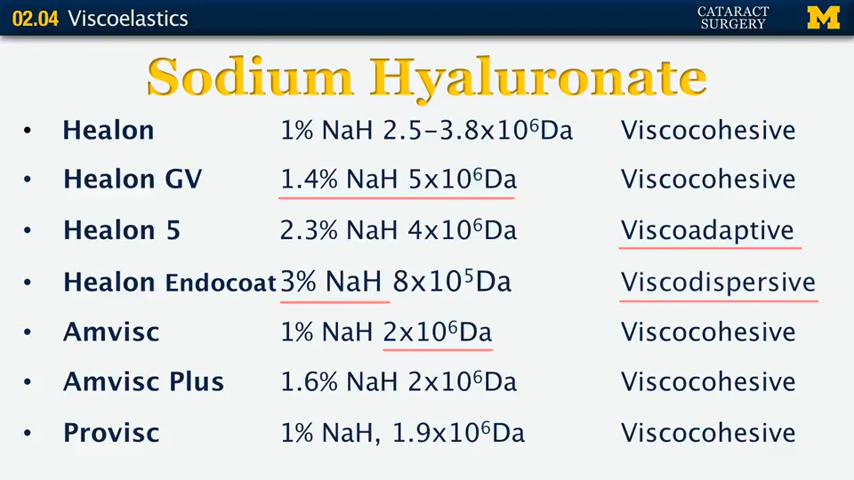 02.04 Viscoelastics
CATARACT
SURGERY
M
Sodium Hyaluronate
• Healon 1% NaH 2.5–3.8x10⁶Da Viscocohesive
• Healon GV 1.4% NaH 5x10⁶Da Viscocohesive
• Healon 5 2.3% NaH 4x10⁶Da Viscoadaptive
• Healon Endocoat 3% NaH 8x10⁵Da Viscodispersive
• Amvisc 1% NaH 2x10⁶Da Viscocohesive
• Amvisc Plus 1.6% NaH 2x10⁶Da Viscocohesive
• Provisc 1% NaH, 1.9x10⁶Da Viscocohesive